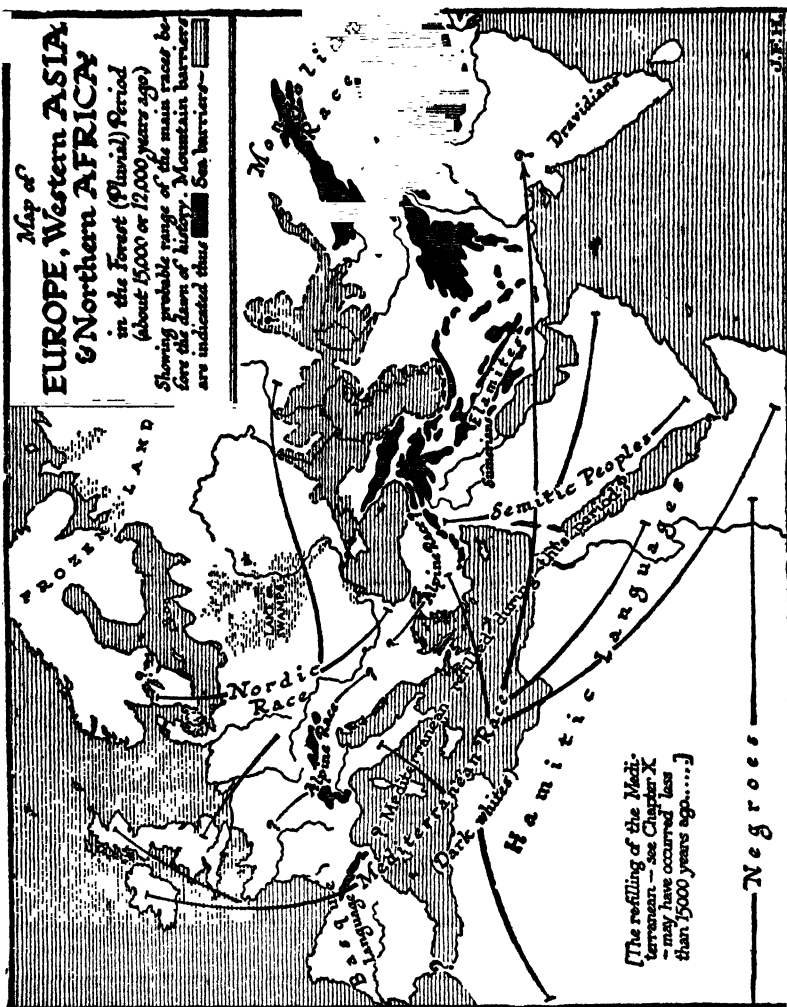 Map of
EUROPE, Western ASIA
& Northern AFRICA
in the Forest (Pluvial) Period
(about 15,000 or 12,000 years ago)
Showing probable range of the main races be-
fore the dawn of history. Mountain barriers
are indicated thus Sea barriers-
FROZEN LAND
Mongolian
Race
Nordic
Race
Alpine Race
Alpine Race
Basque
language
? Mediterranean refilled during this period ?
Mediterranean Race
(Dark whites)
Semitic Peoples
Sumerians
Elamites
Dravidians
Hamitic Languages
Negroes
[The refilling of the Medi-
terranean - see Chapter X
- may have occurred less
than 15000 years ago......]
J.F.H.